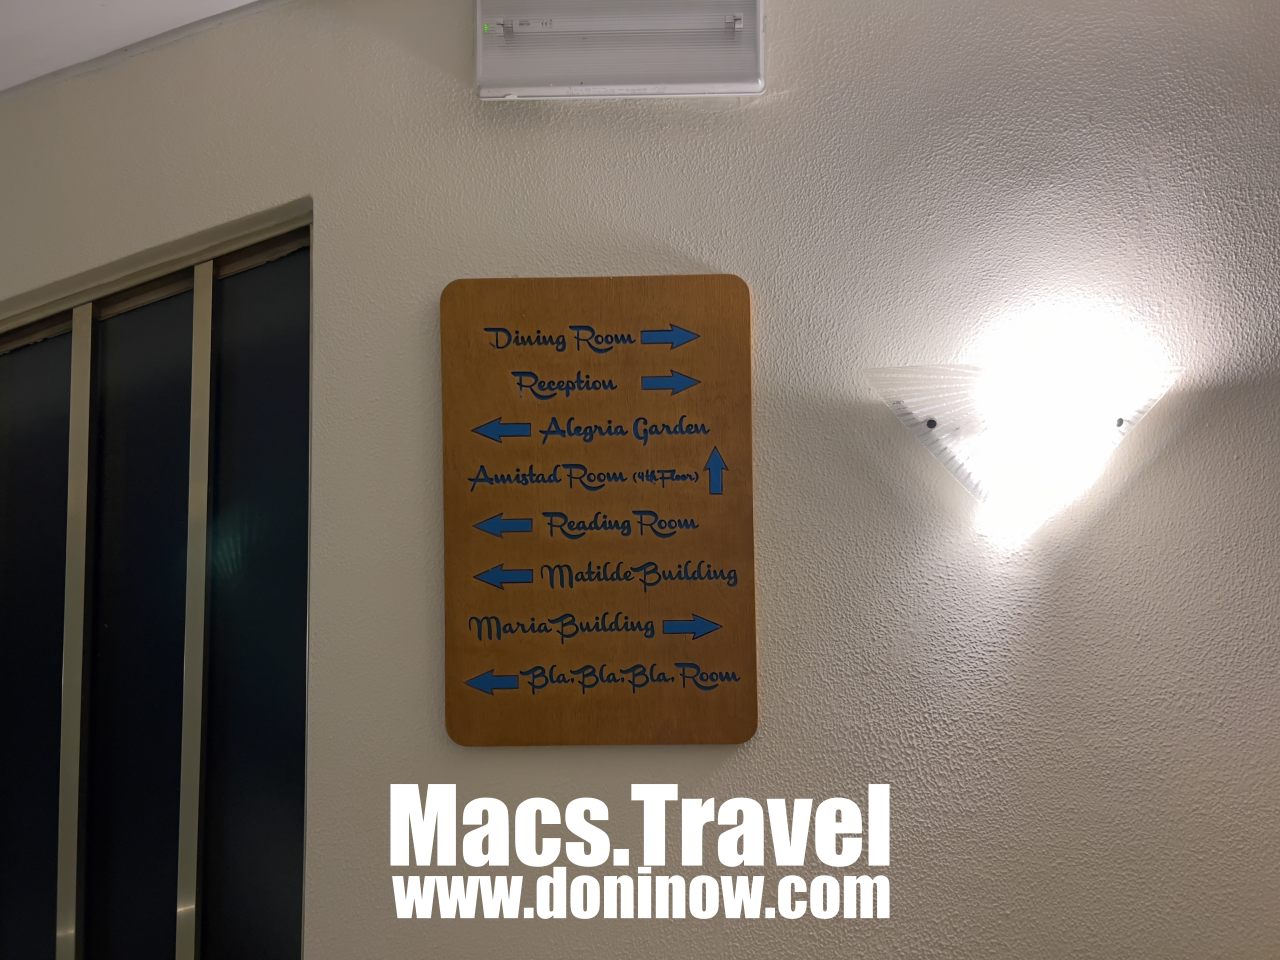 Dining Room
Reception
Alegria Garden
Amistad Room (4th Floor)
Reading Room
Matilde Building
Maria Building
Bla. Bla. Bla. Room
Macs.Travel
www.doninow.com